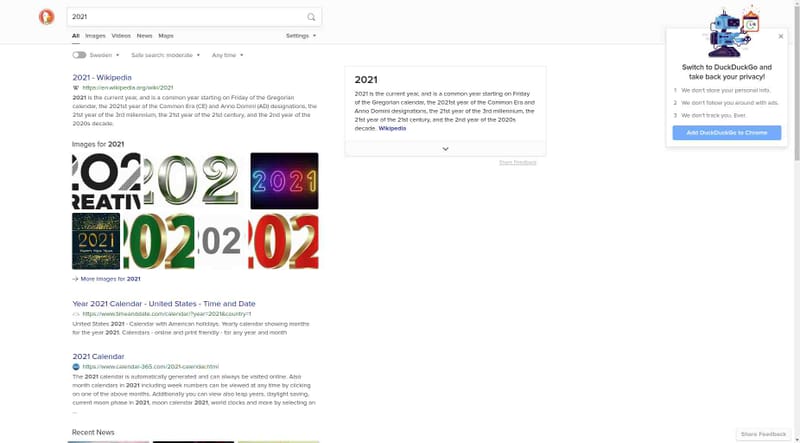 2021
All Images Videos News Maps Settings
Sweden Safe search: moderate Any time
2021 - Wikipedia
https://en.wikipedia.org/wiki/2021
2021 is the current year, and is a common year starting on Friday of the Gregorian
calendar, the 2021st year of the Common Era (CE) and Anno Domini (AD) designations, the
21st year of the 3rd millennium, the 21st year of the 21st century, and the 2nd year of the
2020s decade.
Images for 2021
202
CREATIV
202
2021
2021
202
202
202
→ More Images for 2021
Year 2021 Calendar - United States - Time and Date
https://www.timeanddate.com/calendar/?year=2021&country=1
United States 2021 - Calendar with American holidays. Yearly calendar showing months
for the year 2021. Calendars - online and print friendly - for any year and month
2021 Calendar
https://www.calendar-365.com/2021-calendar.html
The 2021 calendar is automatically generated and can always be visited online. Also
month calendars in 2021 including week numbers can be viewed at any time by clicking
on one of the above months. Additionally you can view also leap years, daylight saving,
current moon phase in 2021, moon calendar 2021, world clocks and more by selecting an
...
Recent News
2021
2021 is the current year, and is a common year starting on Friday of
the Gregorian calendar, the 2021st year of the Common Era and
Anno Domini designations, the 21st year of the 3rd millennium,
the 21st year of the 21st century, and the 2nd year of the 2020s
decade. Wikipedia
Share Feedback
Switch to DuckDuckGo and
take back your privacy!
1 We don't store your personal info.
2 We don't follow you around with ads.
3 We don't track you. Ever.
Add DuckDuckGo to Chrome
Share Feedback